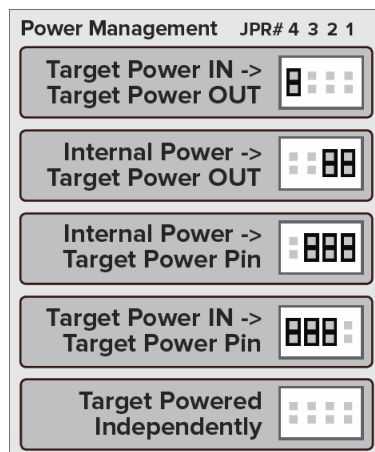 Power Management JPR# 4 3 2 1
Target Power IN ->
Target Power OUT
Internal Power ->
Target Power OUT
Internal Power ->
Target Power Pin
Target Power IN ->
Target Power Pin
Target Powered
Independently